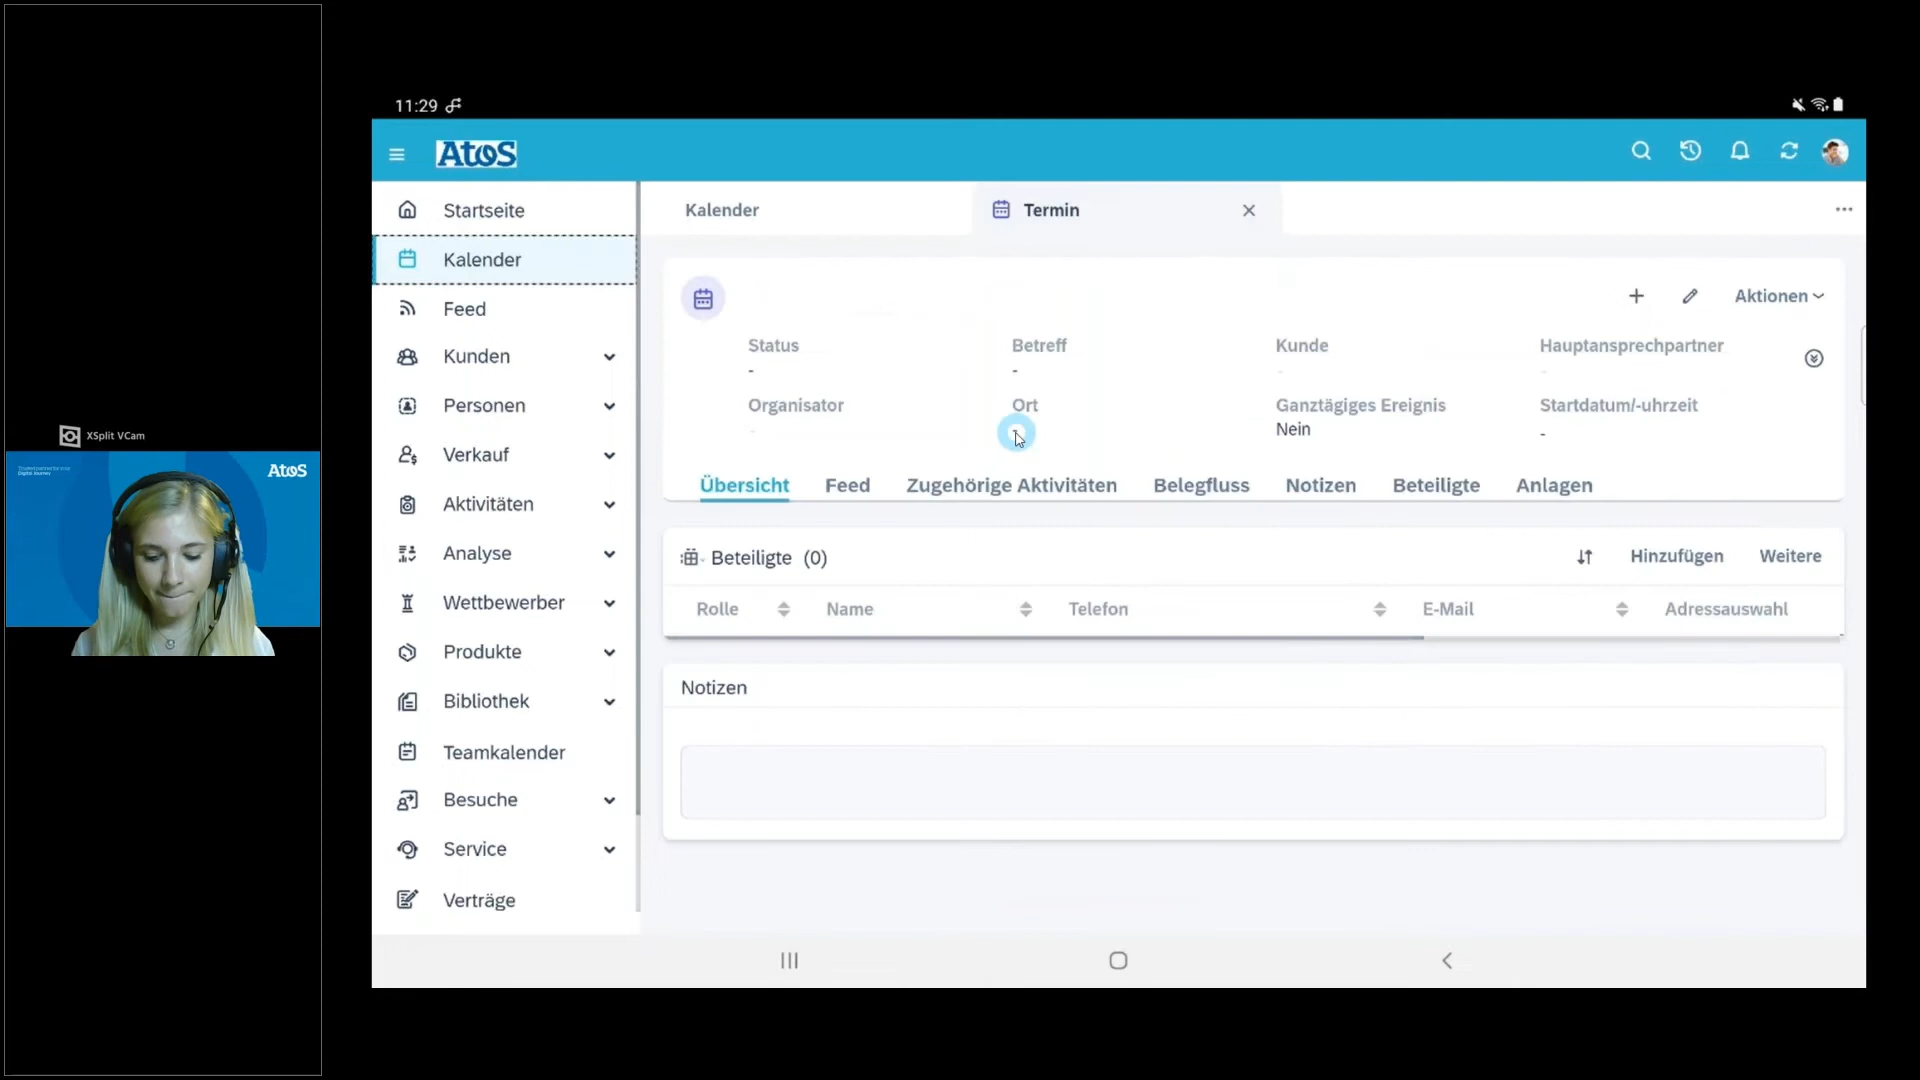 11:29
Atos
Startseite
Kalender
Feed
Kunden
Personen
Verkauf
Aktivitäten
Analyse
Wettbewerber
Produkte
Bibliothek
Teamkalender
Besuche
Service
Verträge
Kalender
Termin
Aktionen
Status
-
Betreff
-
Kunde
-
Hauptansprechpartner
-
Organisator
-
Ort
Ganztägiges Ereignis
Nein
Startdatum/-uhrzeit
-
Übersicht Feed Zugehörige Aktivitäten Belegfluss Notizen Beteiligte Anlagen
Beteiligte (0)
Hinzufügen Weitere
Rolle Name Telefon E-Mail Adressauswahl
Notizen
XSplit VCam
Atos